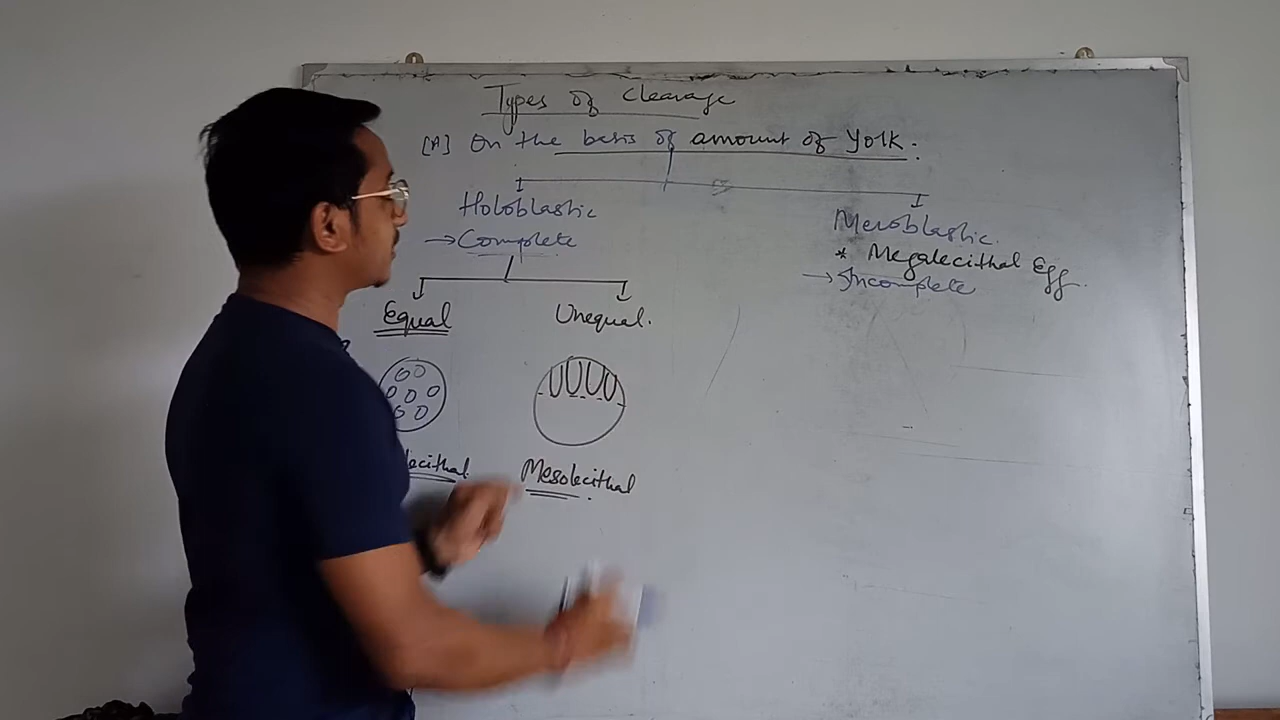 Types of Cleavage
[A] On the basis of amount of Yolk.
Holoblastic
→ Complete
Meroblastic.
* Megalecithal Egg.
→ Incomplete
Equal
Unequal.
lecithal
Mesolecithal.